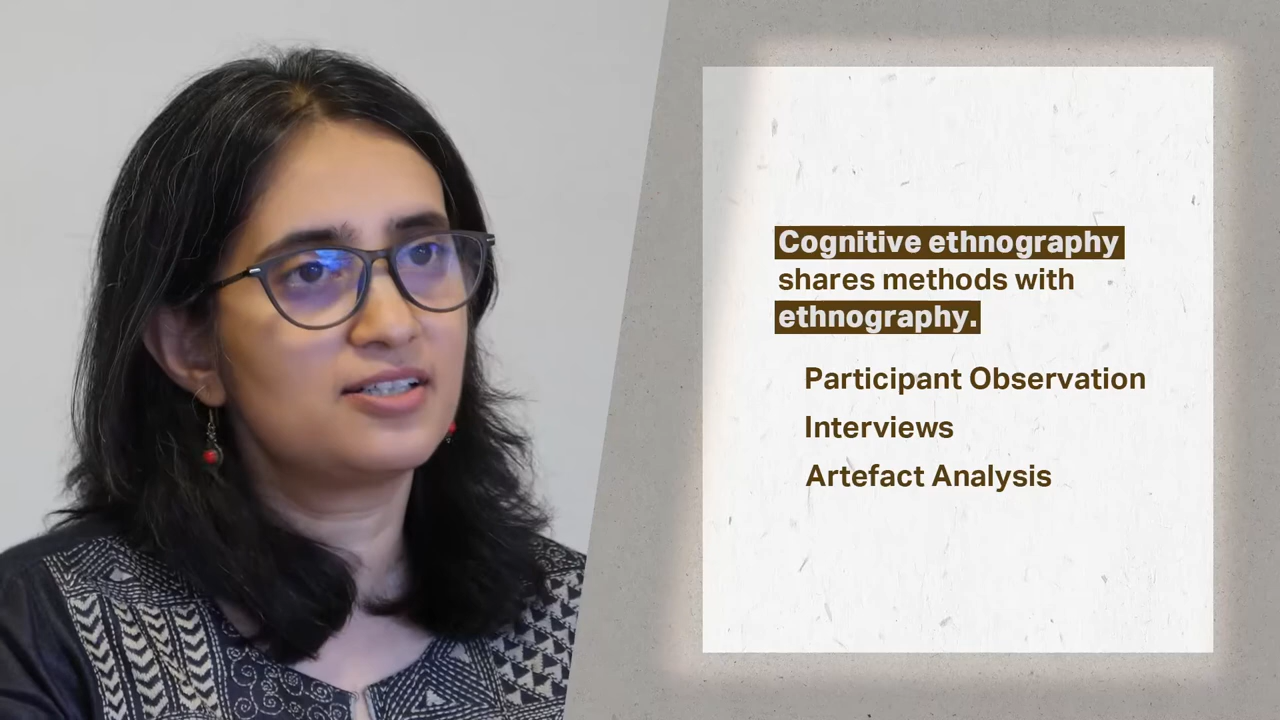 Cognitive ethnography
shares methods with
ethnography.
Participant Observation
Interviews
Artefact Analysis